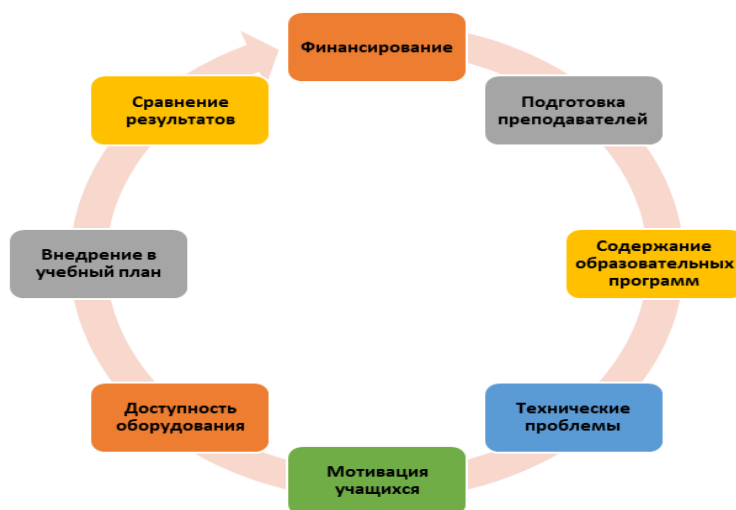 Финансирование
Подготовка
преподавателей
Содержание
образовательных
программ
Технические
проблемы
Мотивация
учащихся
Доступность
оборудования
Внедрение в
учебный план
Сравнение
результатов